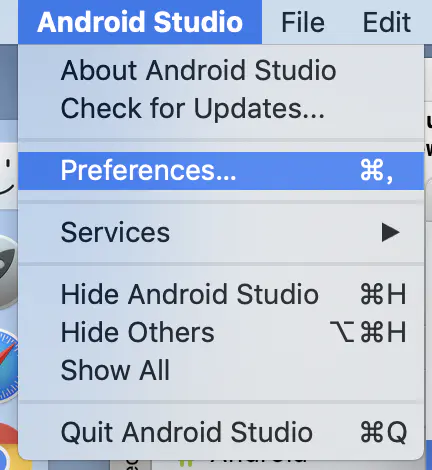 Android Studio File Edit
About Android Studio
Check for Updates...
Preferences... ⌘,
Services ▶
Hide Android Studio ⌘H
Hide Others ⌥⌘H
Show All
Quit Android Studio ⌘Q